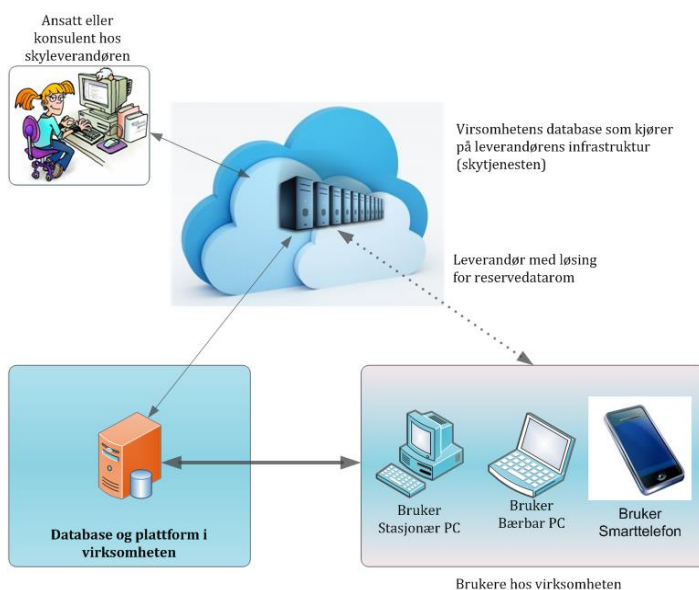 Ansatt eller
konsulent hos
skyleverandøren
Virsomhetens database som kjører
på leverandørens infrastruktur
(skytjenesten)
Leverandør med løsing
for reservedatarom
Database og plattform i
virksomheten
Bruker
Stasjonær PC
Bruker
Bærbar PC
Bruker
Smarttelefon
Brukere hos virksomheten